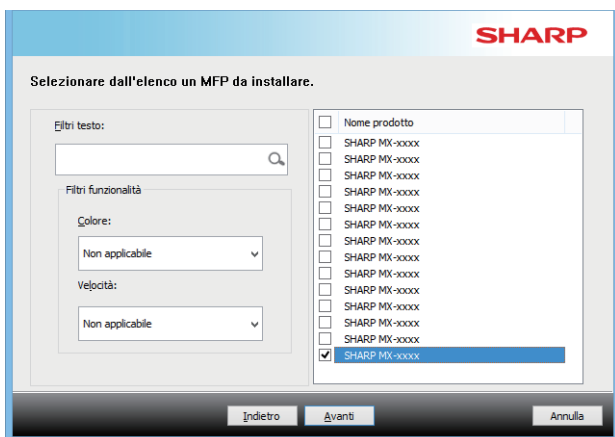 SHARP
Selezionare dall'elenco un MFP da installare.
Filtri testo:
Filtri funzionalità
Colore:
Non applicabile
Velocità:
Non applicabile
Nome prodotto
SHARP MX-xxxx
SHARP MX-xxxx
SHARP MX-xxxx
SHARP MX-xxxx
SHARP MX-xxxx
SHARP MX-xxxx
SHARP MX-xxxx
SHARP MX-xxxx
SHARP MX-xxxx
SHARP MX-xxxx
SHARP MX-xxxx
SHARP MX-xxxx
SHARP MX-xxxx
SHARP MX-xxxx
Indietro
Avanti
Annulla